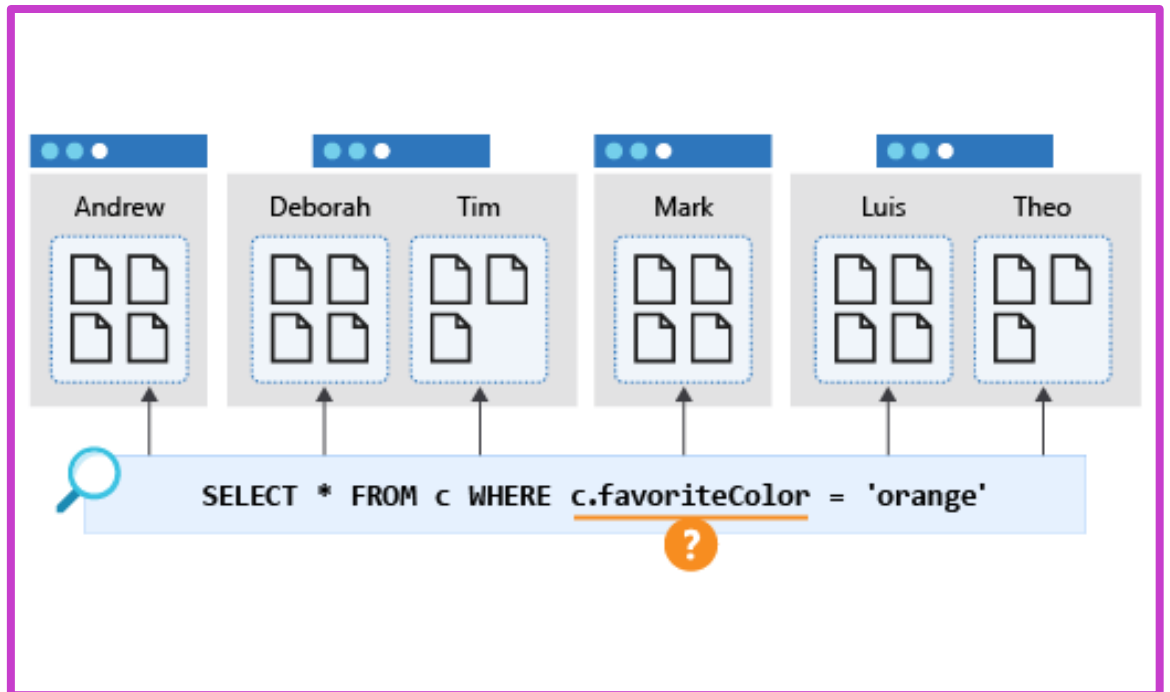 Andrew Deborah Tim Mark Luis Theo
SELECT * FROM c WHERE c.favoriteColor = 'orange'
?